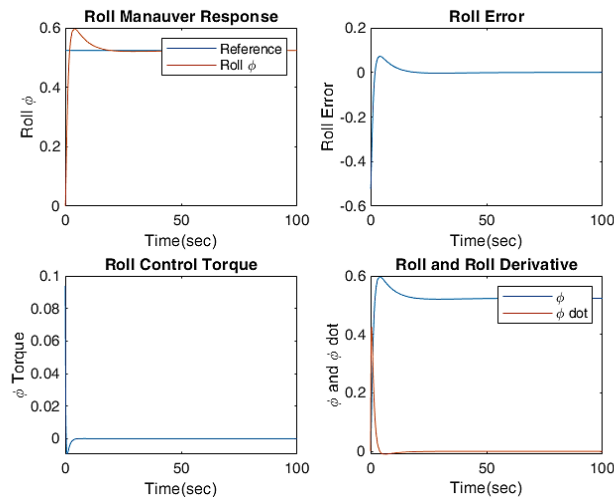 Roll Manauver Response
0.6
0.4
0.2
0
Roll ϕ
Reference
Roll ϕ
0
50
100
Time(sec)
Roll Error
0.2
0
-0.2
-0.4
-0.6
Roll Error
0
50
100
Time(sec)
Roll Control Torque
0.1
0.08
0.06
0.04
0.02
0
ϕ Torque
0
50
100
Time(sec)
Roll and Roll Derivative
0.6
0.4
0.2
0
ϕ and ϕ dot
ϕ
ϕ dot
0
50
100
Time(sec)